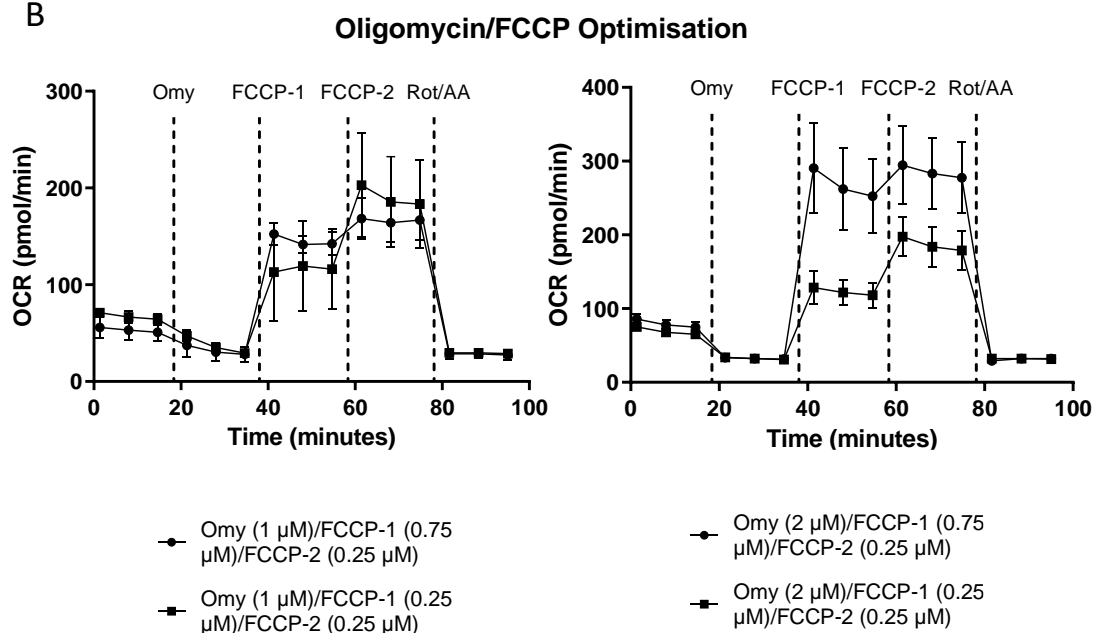 B
Oligomycin/FCCP Optimisation
Omy FCCP-1 FCCP-2 Rot/AA
300
200
100
0
OCR (pmol/min)
0 20 40 60 80 100
Time (minutes)
Omy (1 µM)/FCCP-1 (0.75
µM)/FCCP-2 (0.25 µM)
Omy (1 µM)/FCCP-1 (0.25
µM)/FCCP-2 (0.25 µM)
Omy FCCP-1 FCCP-2 Rot/AA
400
300
200
100
0
OCR (pmol/min)
0 20 40 60 80 100
Time (minutes)
Omy (2 µM)/FCCP-1 (0.75
µM)/FCCP-2 (0.25 µM)
Omy (2 µM)/FCCP-1 (0.25
µM)/FCCP-2 (0.25 µM)